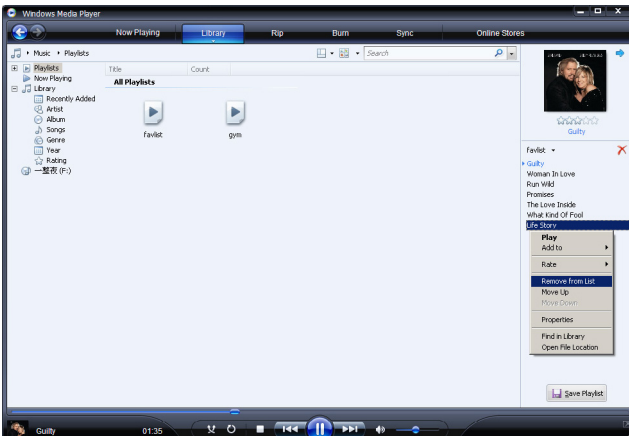 Windows Media Player
Now Playing
Library
Rip
Burn
Sync
Online Stores
Music
Playlists
Search
Playlists
Now Playing
Library
Recently Added
Artist
Album
Songs
Genre
Year
Rating
一整夜 (F:)
Title
Count
All Playlists
favlist
gym
Guilty
favlist
Guilty
Woman In Love
Run Wild
Promises
The Love Inside
What Kind Of Fool
Life Story
Play
Add to
Rate
Remove from List
Move Up
Move Down
Properties
Find in Library
Open File Location
Save Playlist
Guilty
01:35